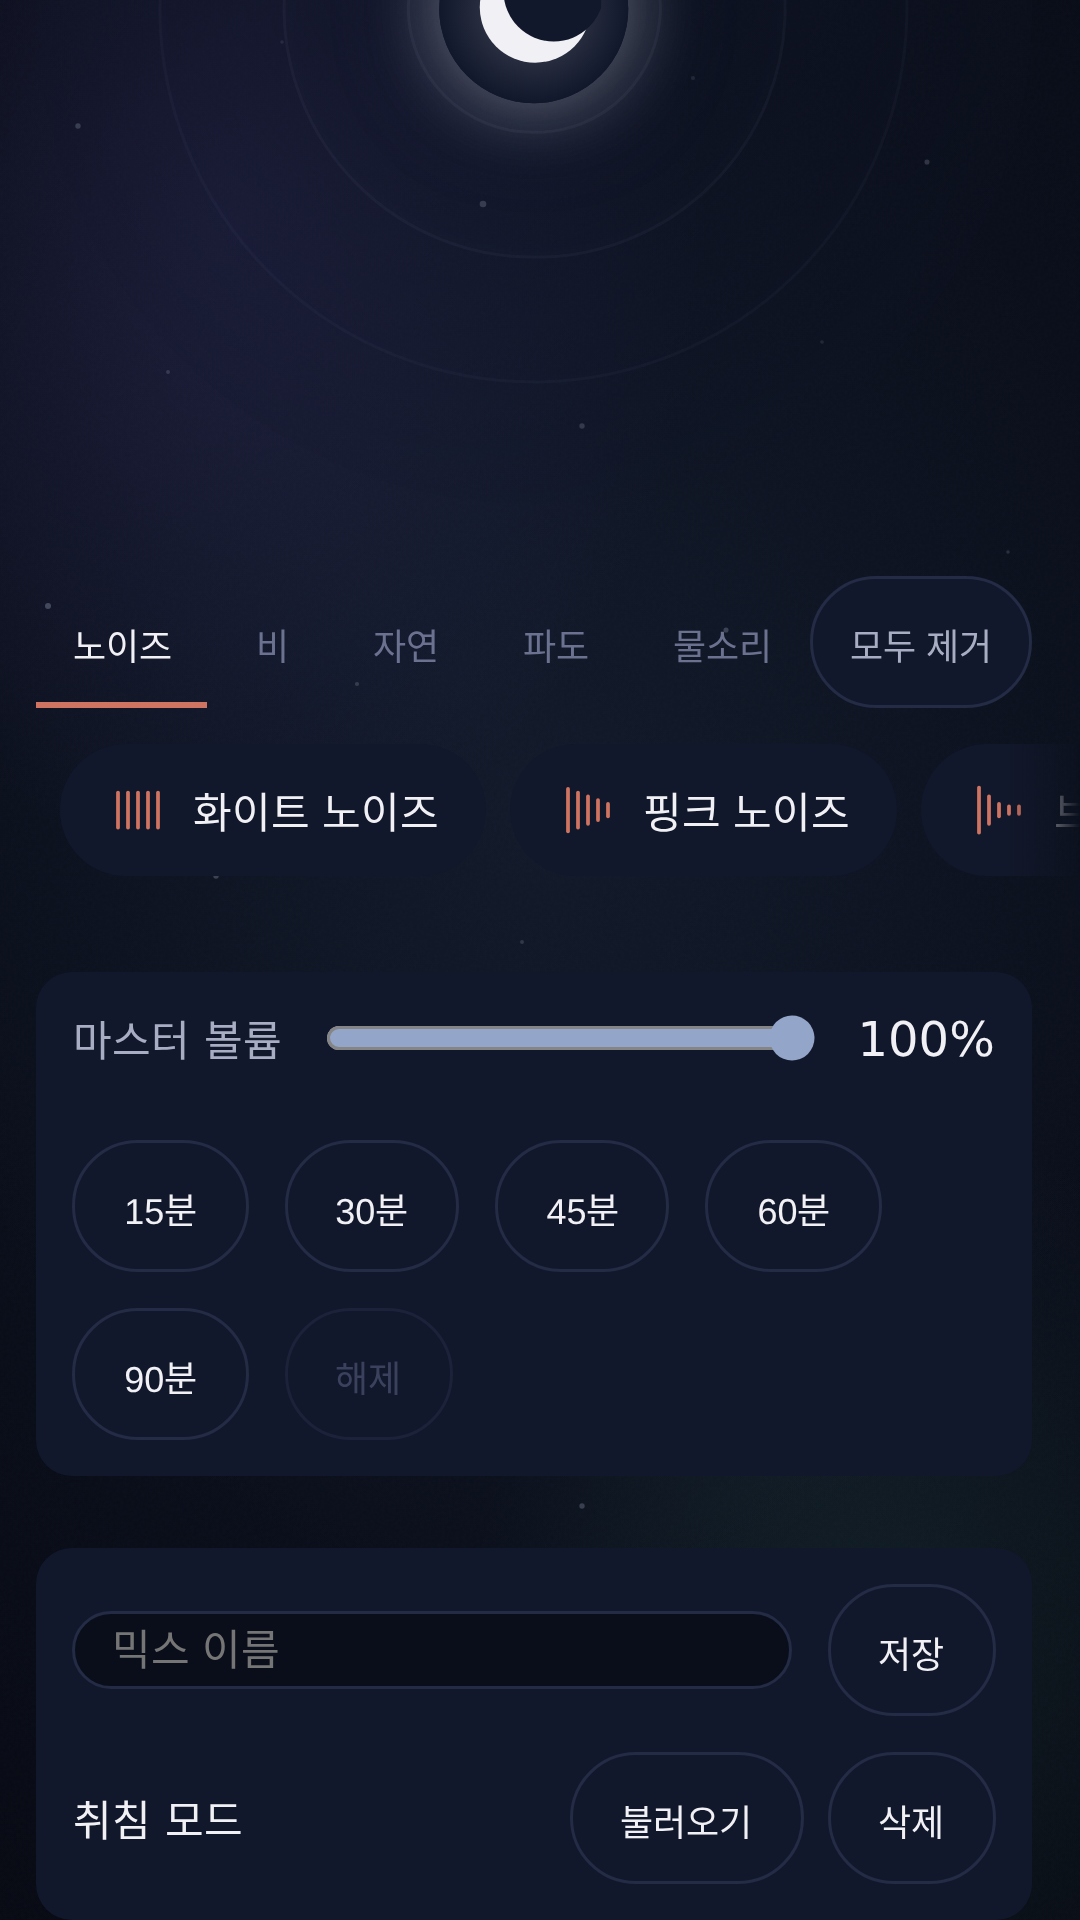 노이즈 비 자연 파도 물소리 모두 제거
화이트 노이즈 핑크 노이즈
마스터 볼륨 100%
15분 30분 45분 60분
90분 해제
믹스 이름 저장
취침 모드 불러오기 삭제